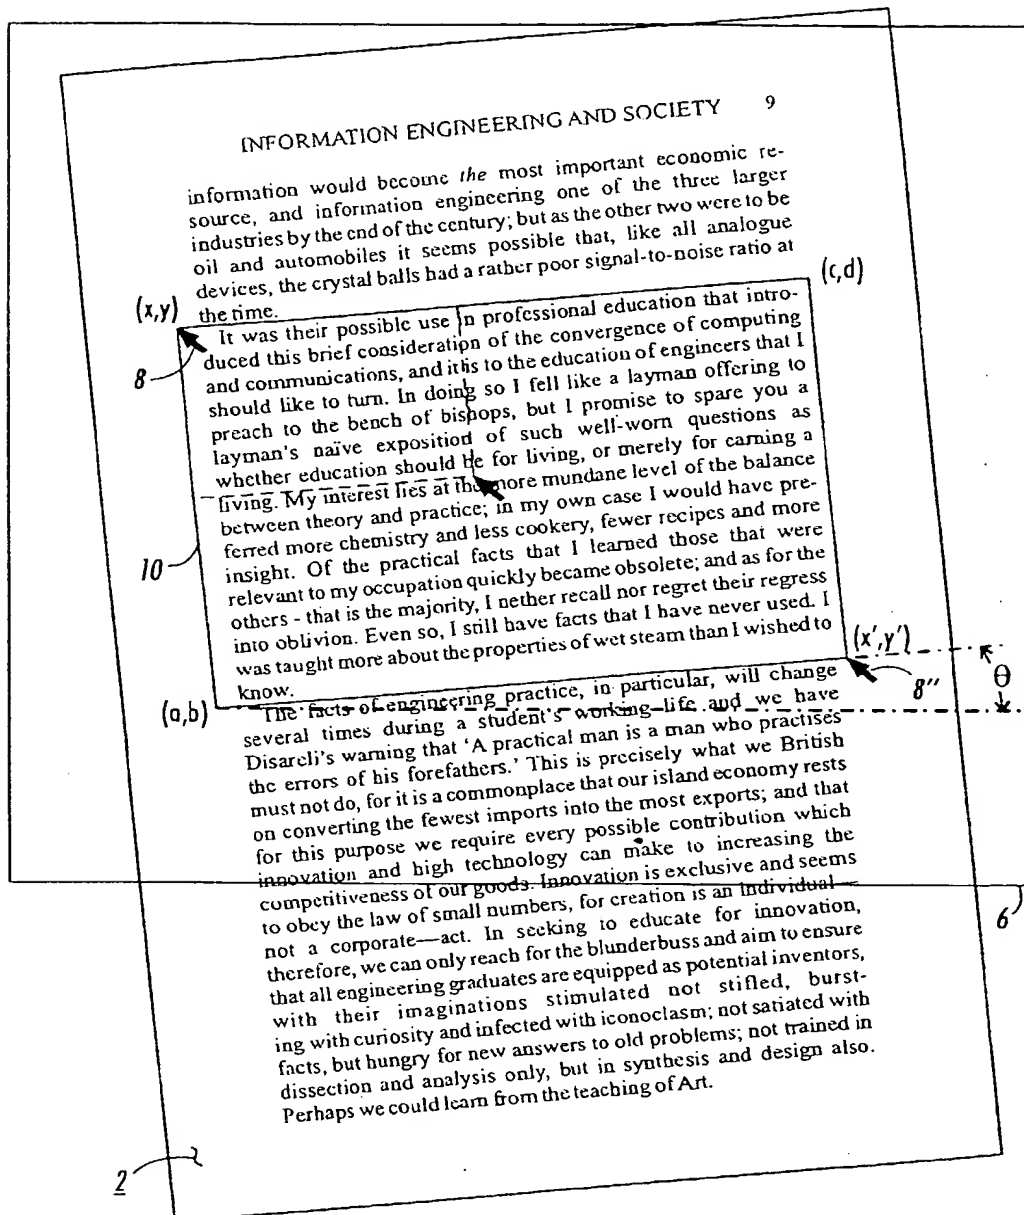 INFORMATION ENGINEERING AND SOCIETY 9
information would become the most important economic re-
source, and information engineering one of the three larger
industries by the end of the century; but as the other two were to be
oil and automobiles it seems possible that, like all analogue
devices, the crystal balls had a rather poor signal-to-noise ratio at
the time.
(x,y)
(c,d)
It was their possible use in professional education that intro-
duced this brief consideration of the convergence of computing
8
and communications, and it is to the education of engineers that I
should like to turn. In doing so I fell like a layman offering to
preach to the bench of bishops, but I promise to spare you a
layman's naïve exposition of such well-worn questions as
whether education should be for living, or merely for earning a
living. My interest lies at the more mundane level of the balance
between theory and practice; in my own case I would have pre-
ferred more chemistry and less cookery, fewer recipes and more
10
insight. Of the practical facts that I learned those that were
relevant to my occupation quickly became obsolete; and as for the
others - that is the majority, I nether recall nor regret their regress
into oblivion. Even so, I still have facts that I have never used. I
was taught more about the properties of wet steam than I wished to
know.
(x',y')
8''
θ
(a,b)
The facts of engineering practice, in particular, will change
several times during a student's working life and we have
Disareli's warning that ‘A practical man is a man who practises
the errors of his forefathers.’ This is precisely what we British
must not do, for it is a commonplace that our island economy rests
on converting the fewest imports into the most exports; and that
for this purpose we require every possible contribution which
innovation and high technology can make to increasing the
competitiveness of our goods. Innovation is exclusive and seems
to obey the law of small numbers, for creation is an individual—
6
not a corporate—act. In seeking to educate for innovation,
therefore, we can only reach for the blunderbuss and aim to ensure
that all engineering graduates are equipped as potential inventors,
with their imaginations stimulated not stifled, burst-
ing with curiosity and infected with iconoclasm; not satiated with
facts, but hungry for new answers to old problems; not trained in
dissection and analysis only, but in synthesis and design also.
Perhaps we could learn from the teaching of Art.
2